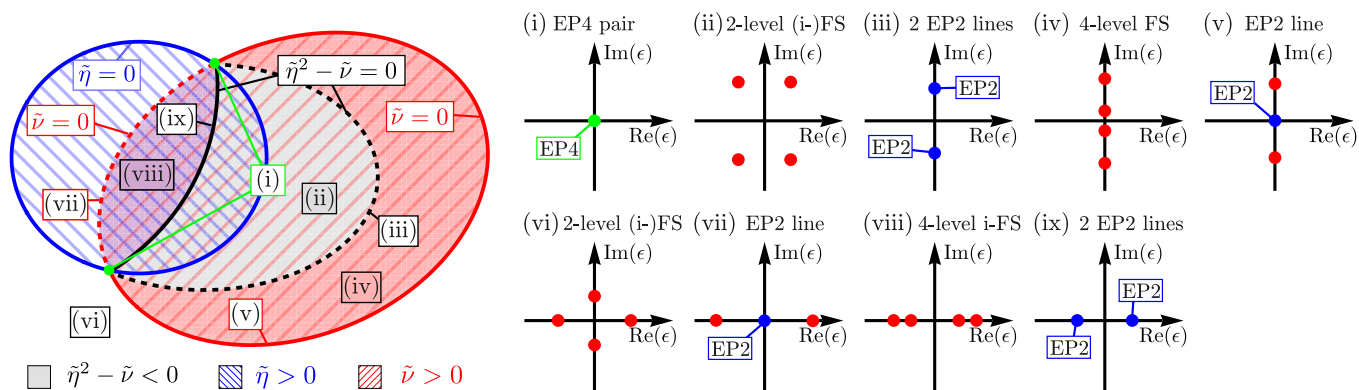 η̃ = 0
η̃² − ν̃ = 0
ν̃ = 0
(ix)
ν̃ = 0
(viii)
(i)
(ii)
(vii)
(iii)
(iv)
(v)
(vi)
η̃² − ν̃ < 0
η̃ > 0
ν̃ > 0
(i) EP4 pair
Im(ϵ)
Re(ϵ)
EP4
(ii) 2-level (i-)FS
Im(ϵ)
Re(ϵ)
(iii) 2 EP2 lines
Im(ϵ)
EP2
Re(ϵ)
EP2
(iv) 4-level FS
Im(ϵ)
Re(ϵ)
(v) EP2 line
Im(ϵ)
EP2
Re(ϵ)
(vi) 2-level (i-)FS
Im(ϵ)
Re(ϵ)
(vii) EP2 line
Im(ϵ)
EP2
Re(ϵ)
(viii) 4-level i-FS
Im(ϵ)
Re(ϵ)
(ix) 2 EP2 lines
Im(ϵ)
EP2
EP2
Re(ϵ)